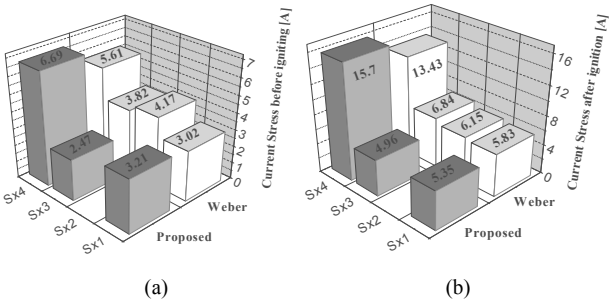 6.69
5.61
3.82
4.17
2.47
3.21
3.02
7
6
5
4
3
2
1
0
Current Stress before igniting [A]
Sx4
Sx3
Sx2
Sx1
Weber
Proposed
(a)
15.7
13.43
6.84
6.15
4.96
5.83
5.35
16
12
8
4
0
Current Stress after ignition [A]
Sx4
Sx3
Sx2
Sx1
Weber
Proposed
(b)